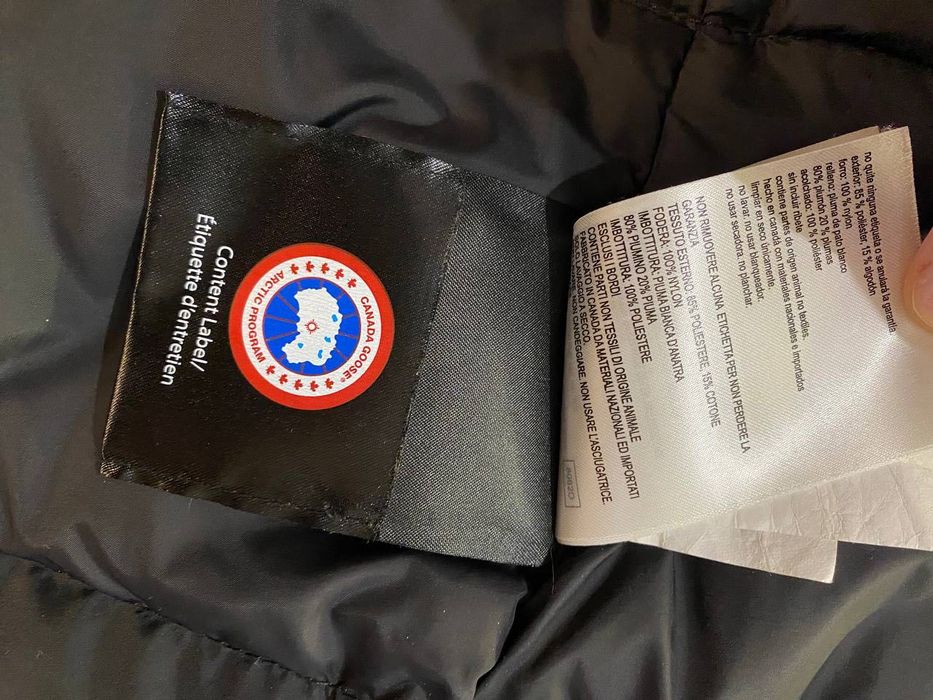 Content Label/
Étiquette d'entretien
CANADA GOOSE®
ARCTIC PROGRAM
no quite ninguna etiqueta o se anulará la garantía.
exterior: 85 % poliéster, 15 % algodón
forro: 100 % nylon
relleno: pluma de pato blanco
80% plumón 20 % plumas
acolchado: 100 % poliéster
sin incluir ribete
contiene partes de origen animal no textiles.
hecho en canadá con materiales nacionales e importados
limpiar en seco únicamente.
no lavar. no usar blanqueador.
no usar secadora. no planchar
NON RIMUOVERE ALCUNA ETICHETTA PER NON PERDERE LA
GARANZIA
TESSUTO ESTERNO: 85% POLIESTERE, 15% COTONE
FODERA: 100% NYLON
IMBOTTITURA: PIUMA BIANCA D'ANATRA
80% PIUMINO 20% PIUMA
IMBOTTITURA: 100% POLIESTERE
ESCLUSI I BORDI
CONTIENE PARTI NON TESSILI DI ORIGINE ANIMALE
FABBRICATO IN CANADA DA MATERIALI NAZIONALI ED IMPORTATI
SOLO LAVAGGIO A SECCO.
NON CANDEGGIARE. NON USARE L'ASCIUGATRICE.